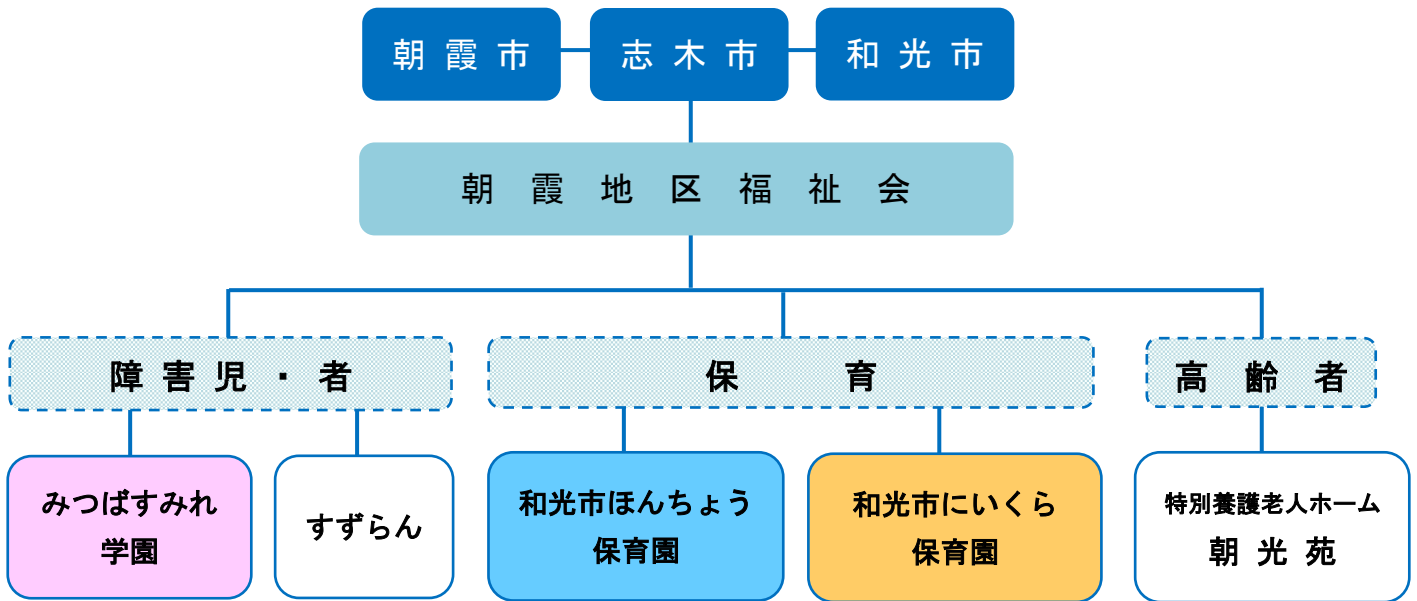 朝霞市
志木市
和光市
朝霞地区福祉会
障害児・者
保育
高齢者
みつばすみれ
学園
すずらん
和光市ほんちょう
保育園
和光市にいくら
保育園
特別養護老人ホーム
朝光苑